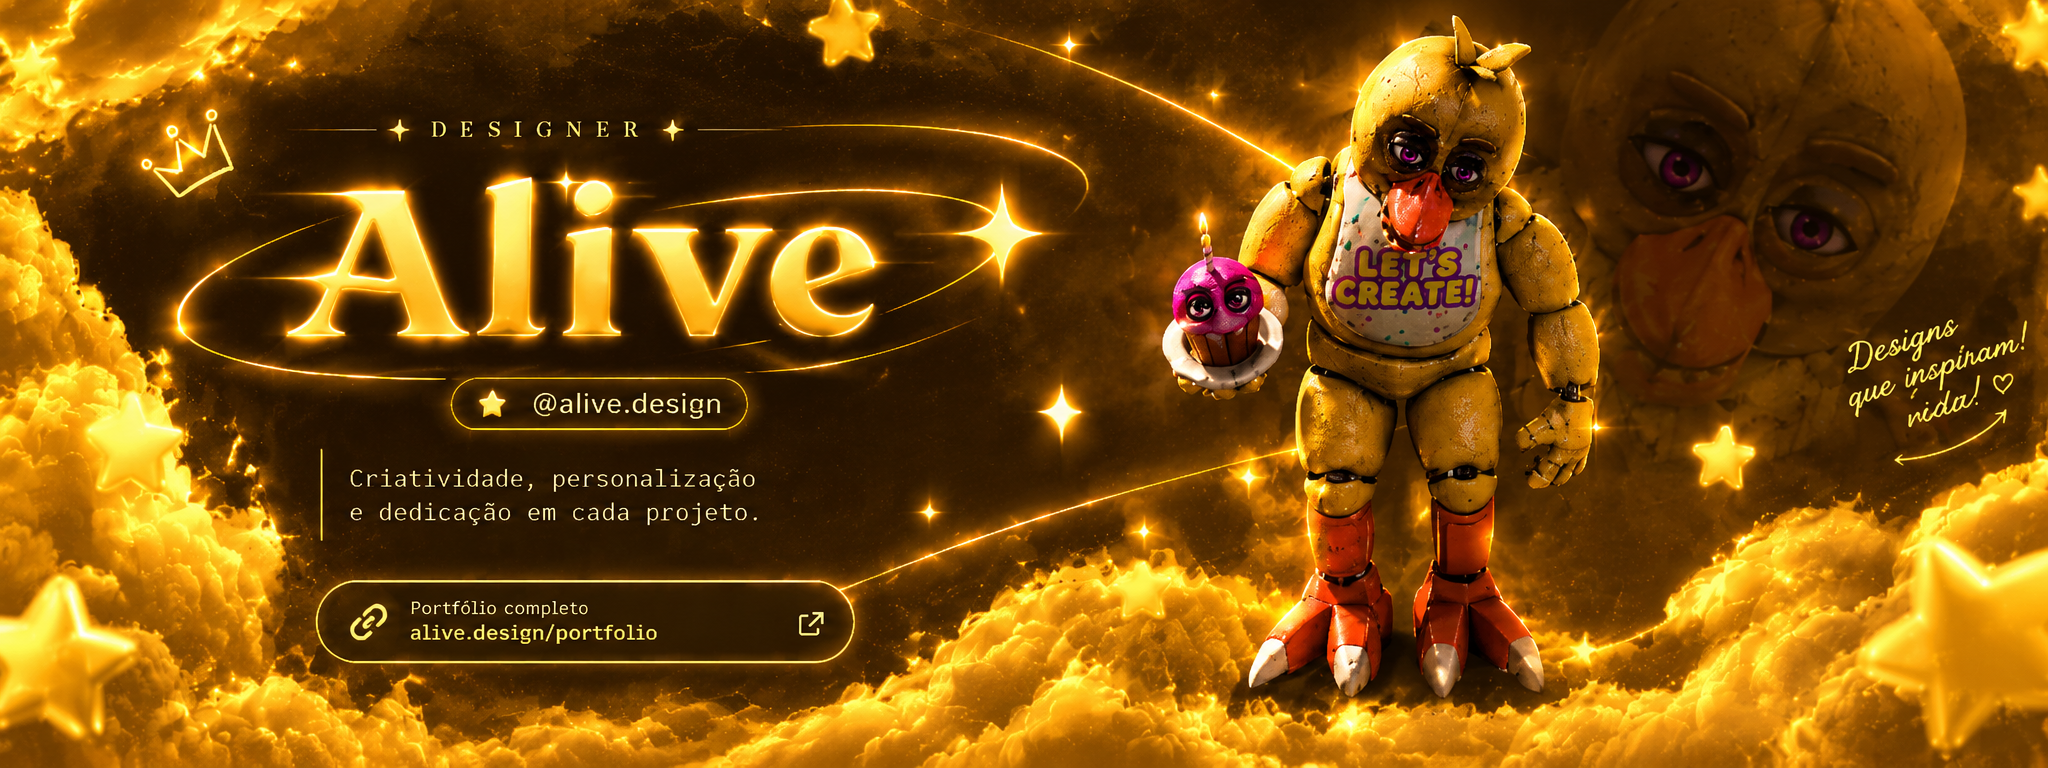 DESIGNER
Alive
@alive.design
Criatividade, personalização
e dedicação em cada projeto.
Portfólio completo
alive.design/portfolio
LET'S
CREATE!
Designs
que inspiram!
vida! ♡